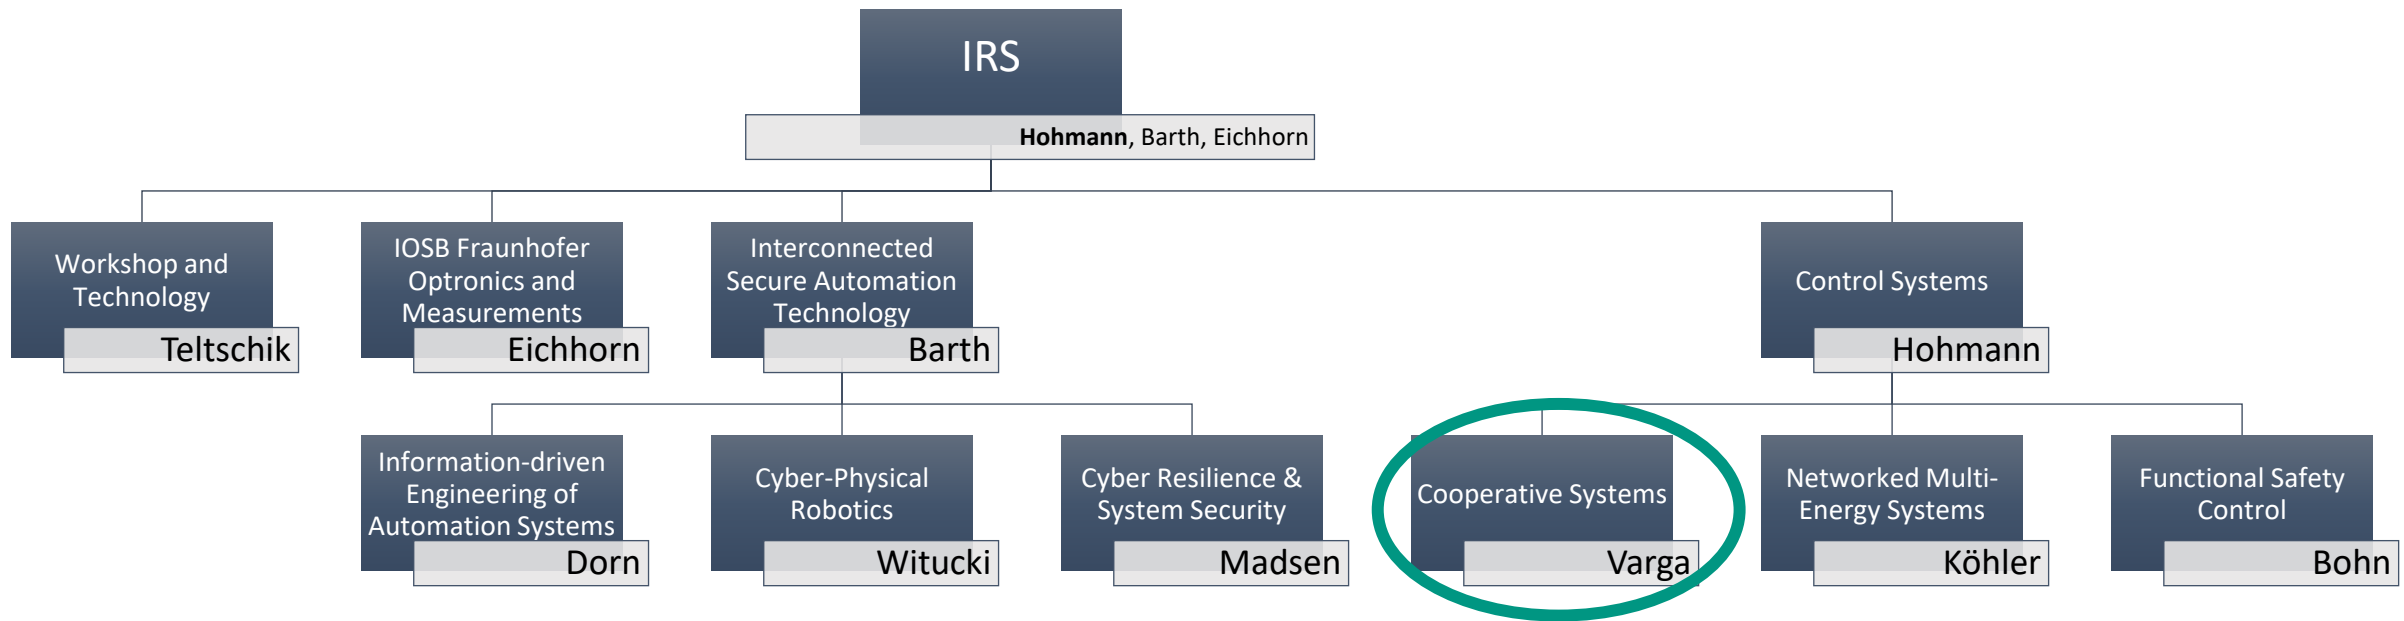 IRS
Hohmann, Barth, Eichhorn
Workshop and
Technology
Teltschik
IOSB Fraunhofer
Optronics and
Measurements
Eichhorn
Interconnected
Secure Automation
Technology
Barth
Control Systems
Hohmann
Information-driven
Engineering of
Automation Systems
Dorn
Cyber-Physical
Robotics
Witucki
Cyber Resilience &
System Security
Madsen
Cooperative Systems
Varga
Networked Multi-
Energy Systems
Köhler
Functional Safety
Control
Bohn